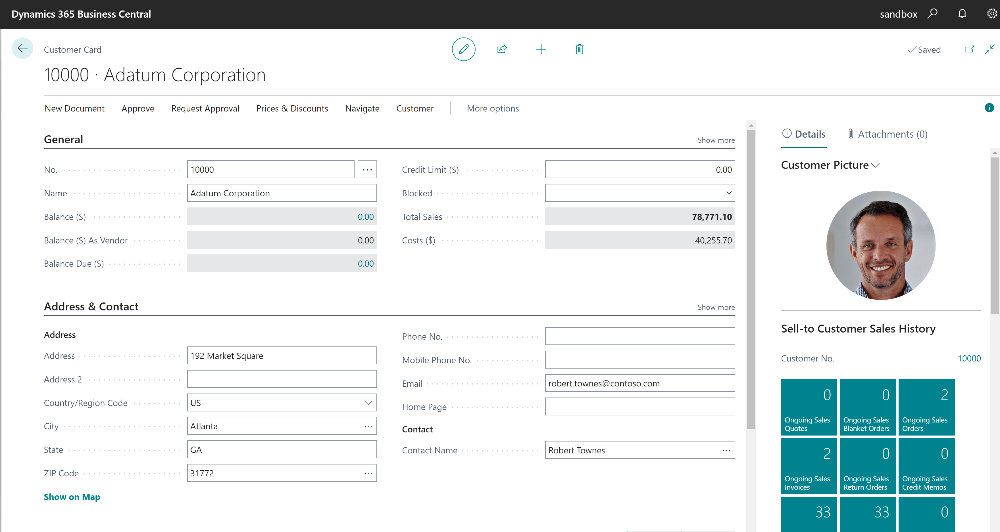 Dynamics 365 Business Central
sandbox
Customer Card
Saved
10000 · Adatum Corporation
New Document Approve Request Approval Prices & Discounts Navigate Customer More options
General
Show more
No. 10000
Name Adatum Corporation
Balance ($) 0.00
Balance ($) As Vendor 0.00
Balance Due ($) 0.00
Credit Limit ($) 0.00
Blocked
Total Sales 78,771.10
Costs ($) 40,255.70
Address & Contact
Show more
Address
Address 192 Market Square
Address 2
Country/Region Code US
City Atlanta
State GA
ZIP Code 31772
Show on Map
Phone No.
Mobile Phone No.
Email robert.townes@contoso.com
Home Page
Contact
Contact Name Robert Townes
Details Attachments (0)
Customer Picture
Sell-to Customer Sales History
Customer No. 10000
0
Ongoing Sales
Quotes
0
Ongoing Sales
Blanket Orders
2
Ongoing Sales
Orders
2
Ongoing Sales
Invoices
0
Ongoing Sales
Return Orders
0
Ongoing Sales
Credit Memos
33
33
0